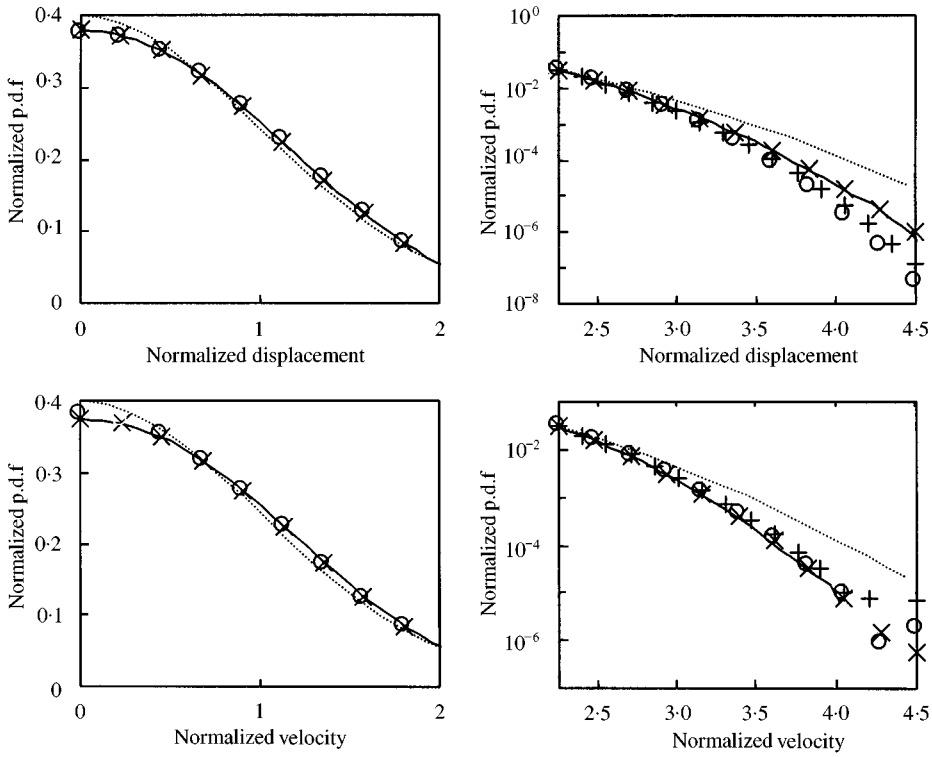 0·4
0·3
0·2
0·1
0
Normalized p.d.f
0 1 2
Normalized displacement
10⁰
10⁻²
10⁻⁴
10⁻⁶
10⁻⁸
Normalized p.d.f
2·5 3·0 3·5 4·0 4·5
Normalized displacement
0·4
0·3
0·2
0·1
0
Normalized p.d.f
0 1 2
Normalized velocity
10⁻²
10⁻⁴
10⁻⁶
Normalized p.d.f
2·5 3·0 3·5 4·0 4·5
Normalized velocity